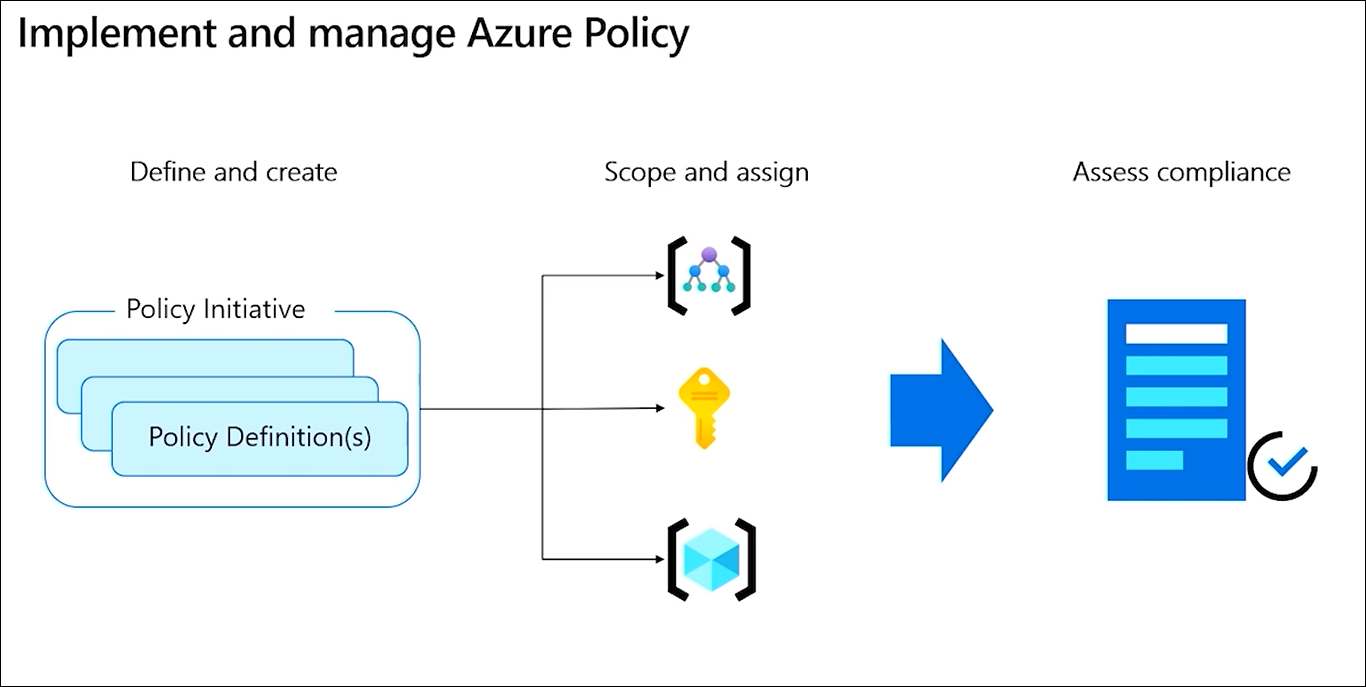 Implement and manage Azure Policy
Define and create
Scope and assign
Assess compliance
Policy Initiative
Policy Definition(s)